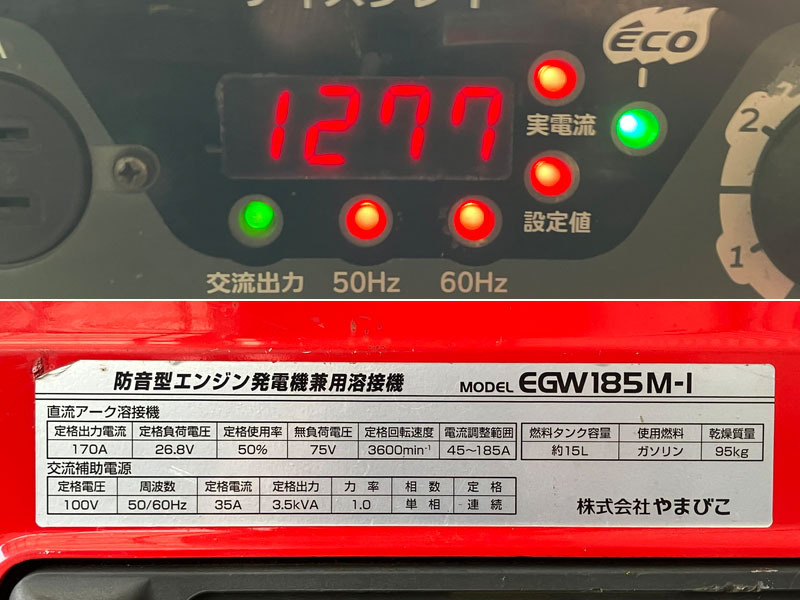 eco
1277
実電流
2
設定値
1
交流出力 50Hz 60Hz
防音型エンジン発電機兼用溶接機 MODEL EGW185M-I
直流アーク溶接機
定格出力電流 定格負荷電圧 定格使用率 無負荷電圧 定格回転速度 電流調整範囲 燃料タンク容量 使用燃料 乾燥質量
170A 26.8V 50% 75V 3600min⁻¹ 45〜185A 約15L ガソリン 95kg
交流補助電源
定格電圧 周波数 定格電流 定格出力 力率 相数 定格
100V 50/60Hz 35A 3.5kVA 1.0 単相 連続
株式会社やまびこ